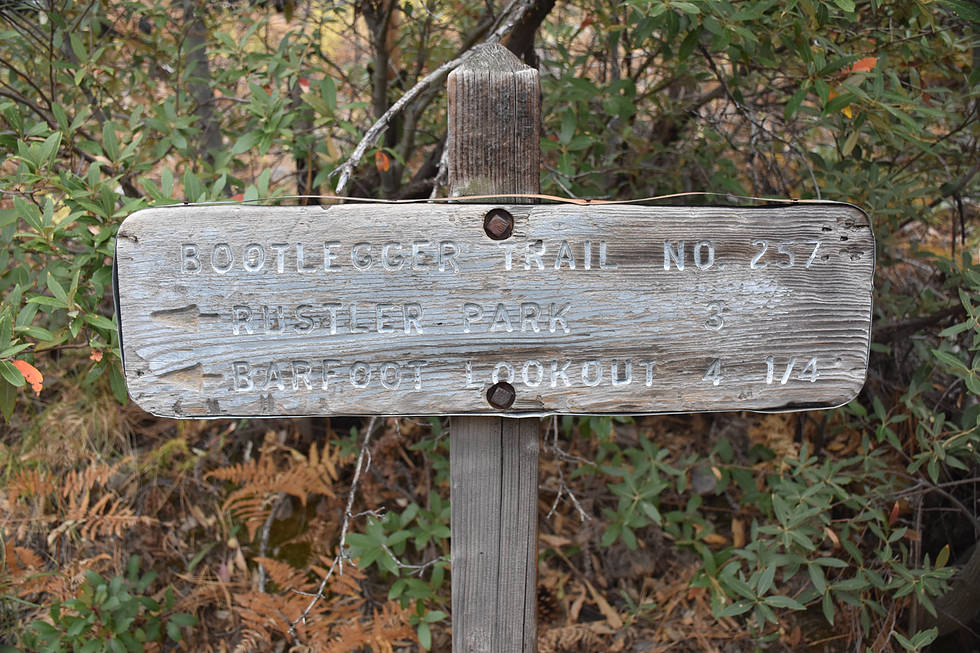 BOOTLEGGER TRAIL NO. 257
RUSTLER PARK 3
BARFOOT LOOKOUT 4 1/4